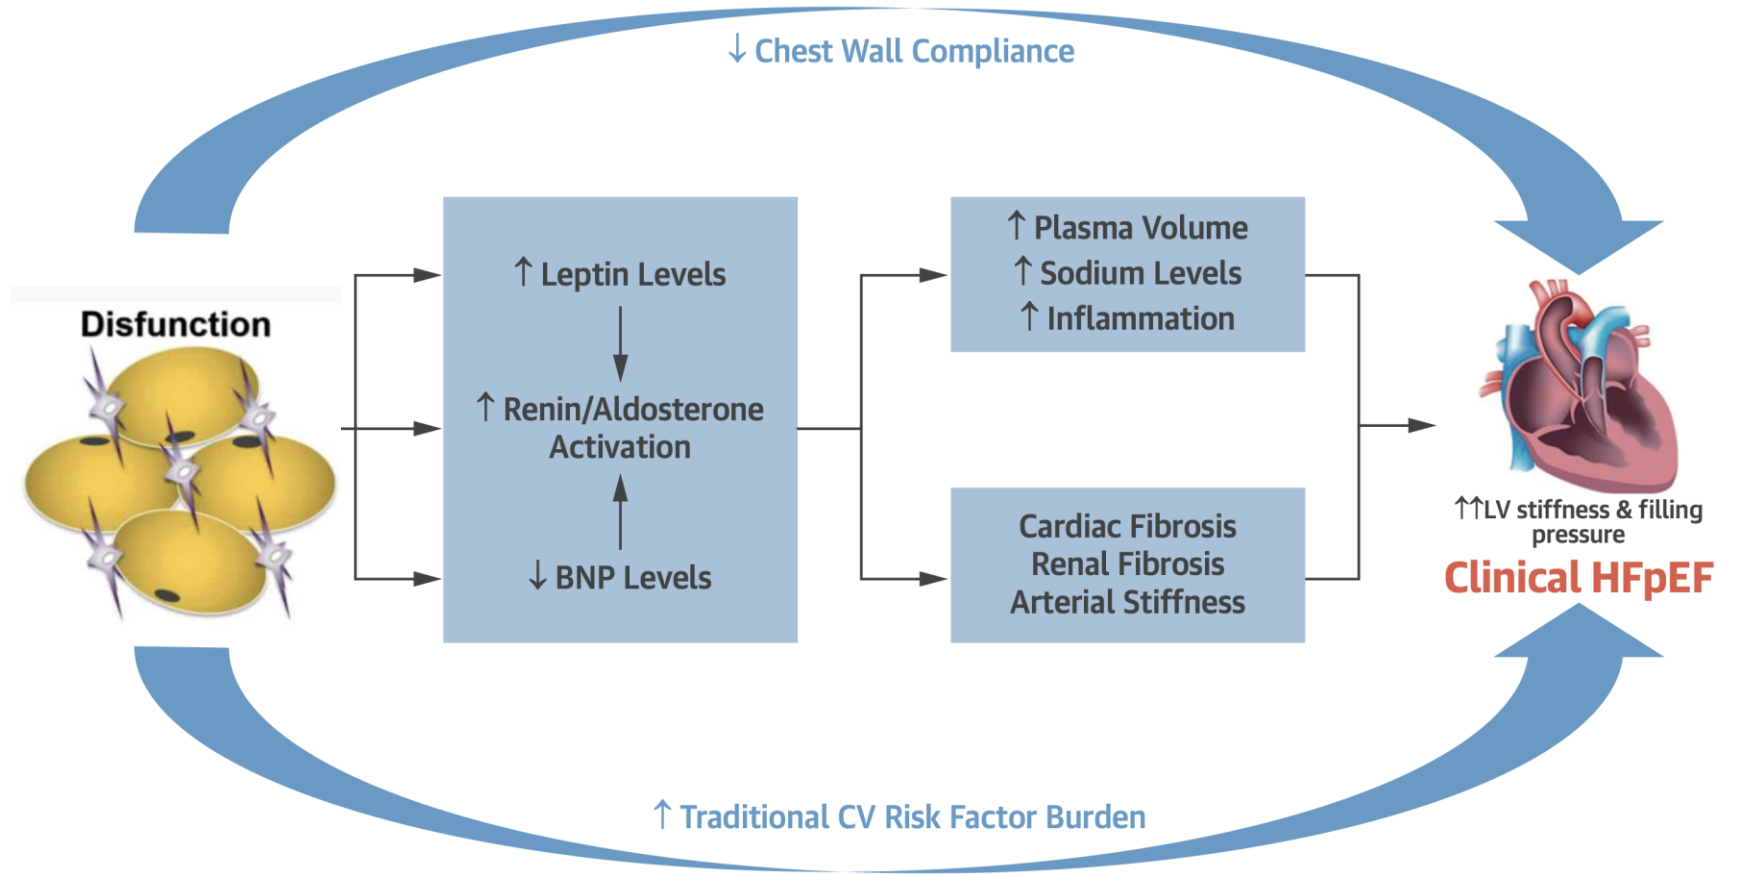 ↓ Chest Wall Compliance
Disfunction
↑ Leptin Levels
↑ Renin/Aldosterone
Activation
↓ BNP Levels
↑ Plasma Volume
↑ Sodium Levels
↑ Inflammation
Cardiac Fibrosis
Renal Fibrosis
Arterial Stiffness
↑↑LV stiffness & filling
pressure
Clinical HFpEF
↑ Traditional CV Risk Factor Burden